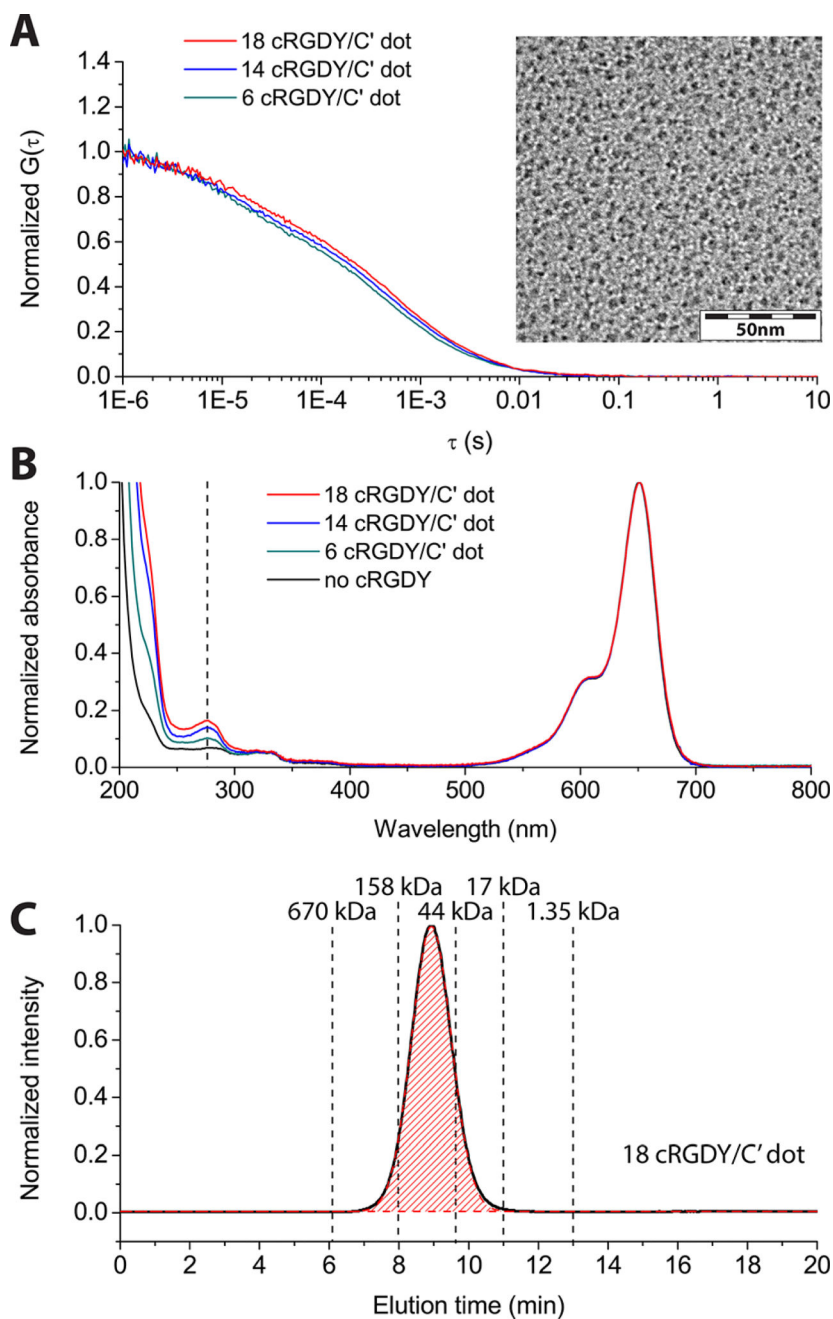 A
18 cRGDY/C' dot
14 cRGDY/C' dot
6 cRGDY/C' dot
Normalized G(τ)
1.4
1.2
1.0
0.8
0.6
0.4
0.2
0.0
1E-6 1E-5 1E-4 1E-3 0.01 0.1 1 10
τ (s)
50nm
B
18 cRGDY/C' dot
14 cRGDY/C' dot
6 cRGDY/C' dot
no cRGDY
Normalized absorbance
1.0
0.8
0.6
0.4
0.2
0.0
200 300 400 500 600 700 800
Wavelength (nm)
C
158 kDa 17 kDa
670 kDa 44 kDa 1.35 kDa
Normalized intensity
1.0
0.8
0.6
0.4
0.2
0.0
18 cRGDY/C' dot
0 2 4 6 8 10 12 14 16 18 20
Elution time (min)